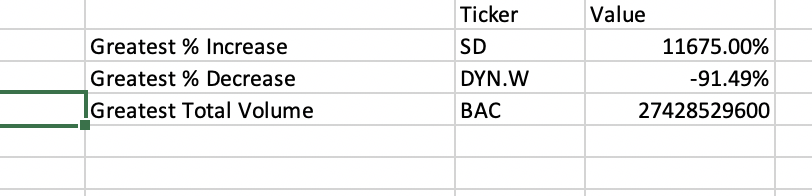 Ticker Value
Greatest % Increase SD 11675.00%
Greatest % Decrease DYN.W -91.49%
Greatest Total Volume BAC 27428529600